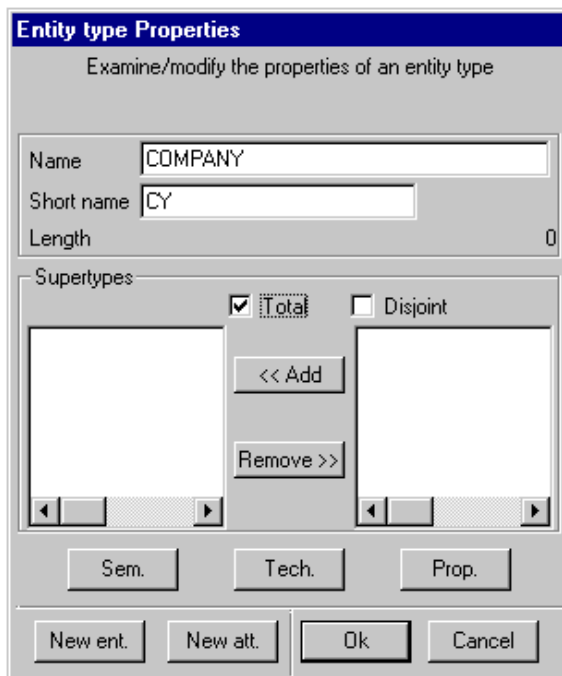 Entity type Properties
Examine/modify the properties of an entity type
Name COMPANY
Short name CY
Length 0
Supertypes
Total Disjoint
<< Add
Remove >>
Sem. Tech. Prop.
New ent. New att. Ok Cancel